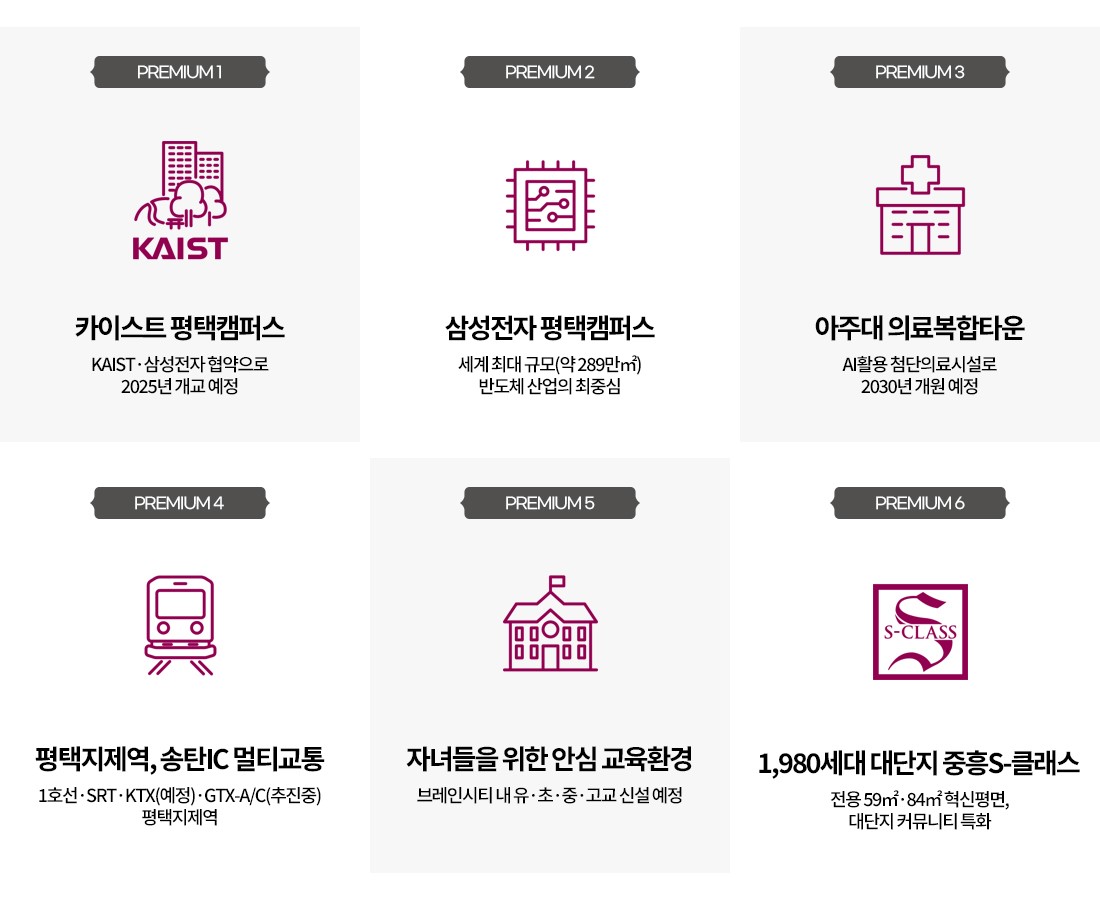 PREMIUM 1
KAIST
카이스트 평택캠퍼스
KAIST · 삼성전자 협약으로
2025년 개교 예정
PREMIUM 2
삼성전자 평택캠퍼스
세계 최대 규모(약 289만㎡)
반도체 산업의 최중심
PREMIUM 3
아주대 의료복합타운
AI활용 첨단의료시설로
2030년 개원 예정
PREMIUM 4
평택지제역, 송탄IC 멀티교통
1호선 · SRT · KTX(예정) · GTX-A/C(추진중)
평택지제역
PREMIUM 5
자녀들을 위한 안심 교육환경
브레인시티 내 유 · 초 · 중 · 고교 신설 예정
PREMIUM 6
S-CLASS
1,980세대 대단지 중흥S-클래스
전용 59㎡ · 84㎡ 혁신평면,
대단지 커뮤니티 특화